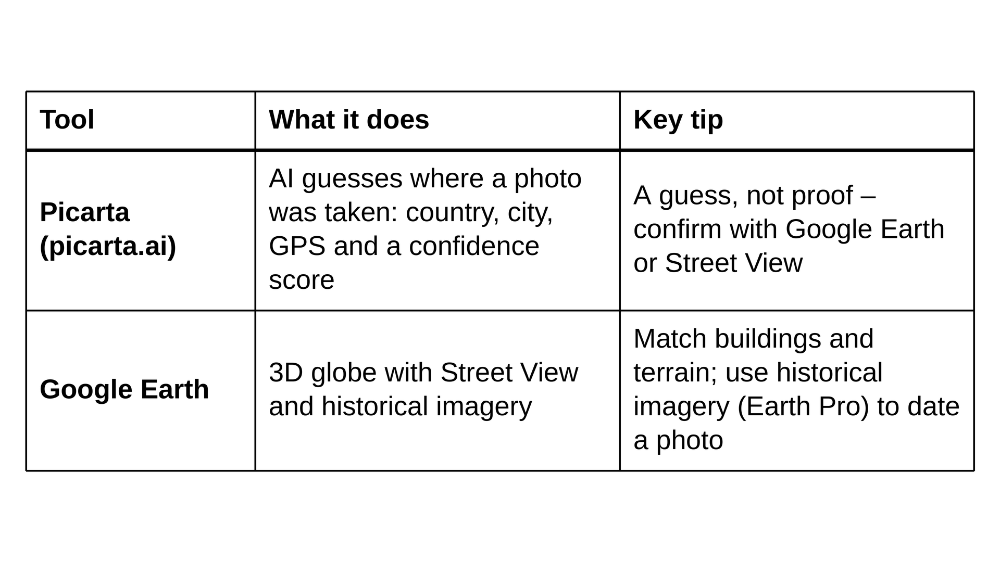 Tool
What it does
Key tip
Picarta
(picarta.ai)
AI guesses where a photo
was taken: country, city,
GPS and a confidence
score
A guess, not proof –
confirm with Google Earth
or Street View
Google Earth
3D globe with Street View
and historical imagery
Match buildings and
terrain; use historical
imagery (Earth Pro) to date
a photo